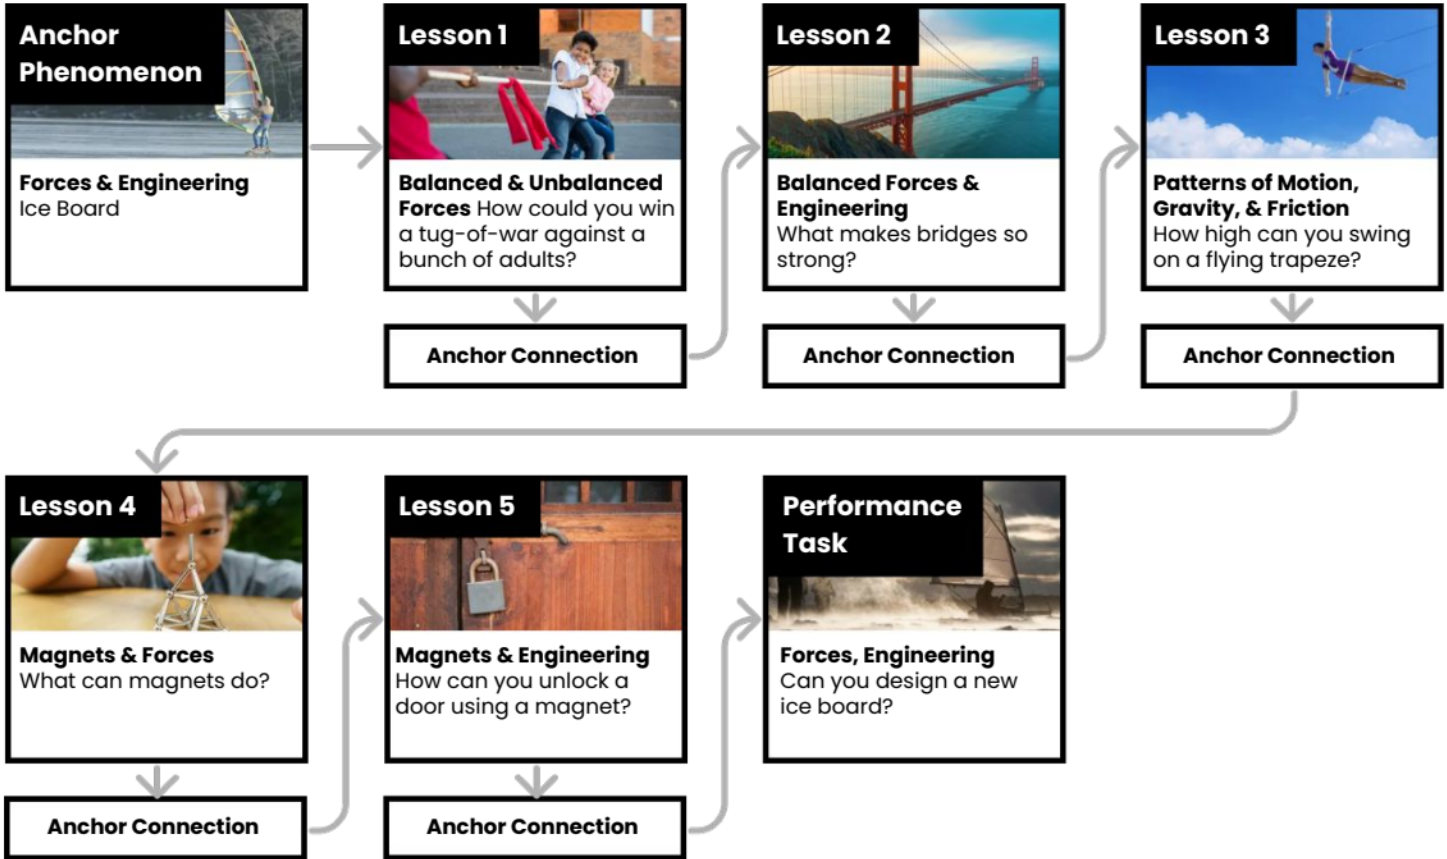 Anchor
Phenomenon
Forces & Engineering
Ice Board
Lesson 1
Balanced & Unbalanced
Forces How could you win
a tug-of-war against a
bunch of adults?
Anchor Connection
Lesson 2
Balanced Forces &
Engineering
What makes bridges so
strong?
Anchor Connection
Lesson 3
Patterns of Motion,
Gravity, & Friction
How high can you swing
on a flying trapeze?
Anchor Connection
Lesson 4
Magnets & Forces
What can magnets do?
Anchor Connection
Lesson 5
Magnets & Engineering
How can you unlock a
door using a magnet?
Anchor Connection
Performance
Task
Forces, Engineering
Can you design a new
ice board?